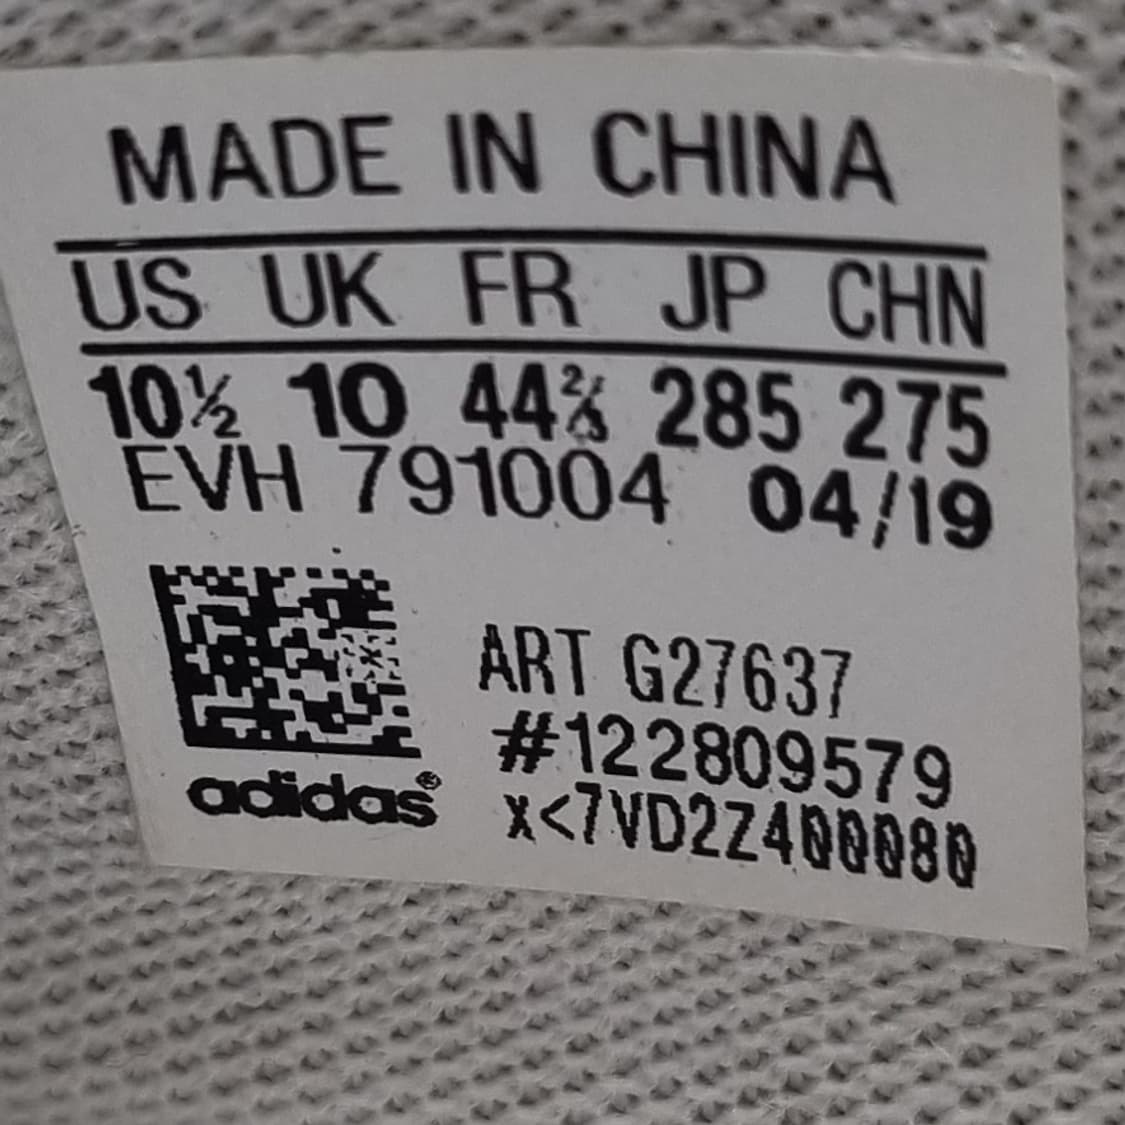 MADE IN CHINA
US UK FR JP CHN
10½ 10 44⅔ 285 275
EVH 791004 04/19
ART G27637
#122809579
adidas®
x<7VD2Z400080